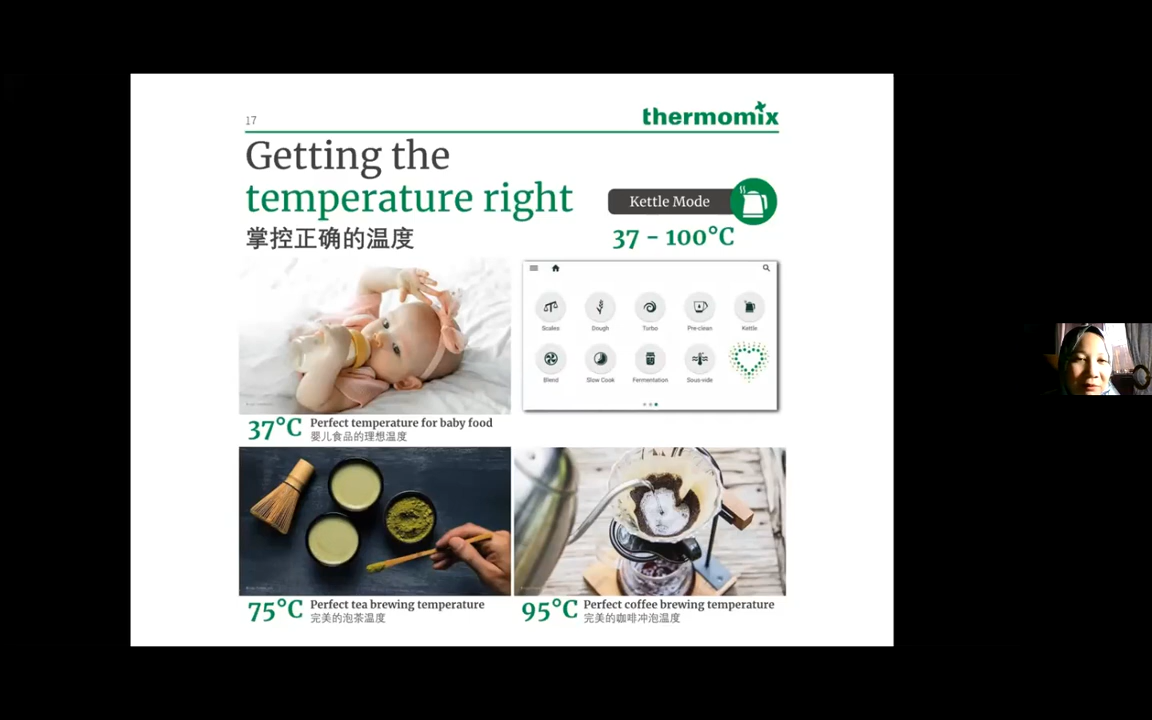 17
thermomix
Getting the
temperature right
掌控正确的温度
Kettle Mode
37 - 100°C
Scales
Dough
Turbo
Pre-clean
Kettle
Blend
Slow Cook
Fermentation
Sous-vide
37°C
Perfect temperature for baby food
婴儿食品的理想温度
75°C
Perfect tea brewing temperature
完美的泡茶温度
95°C
Perfect coffee brewing temperature
完美的咖啡冲泡温度